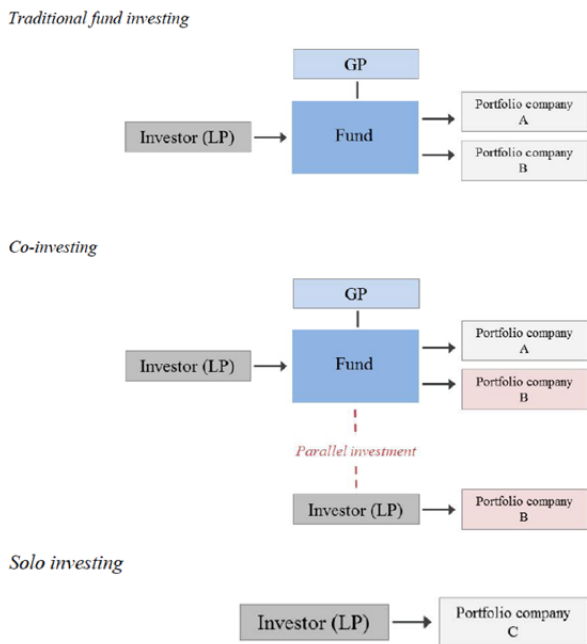 Traditional fund investing
GP
Portfolio company
A
Investor (LP)
Fund
Portfolio company
B
Co-investing
GP
Portfolio company
A
Investor (LP)
Fund
Portfolio company
B
Parallel investment
Investor (LP)
Portfolio company
B
Solo investing
Investor (LP)
Portfolio company
C